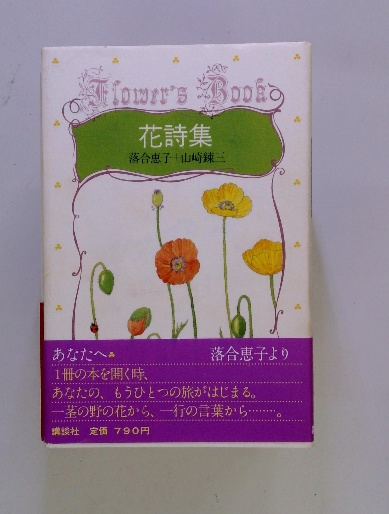 Flower's Book
花詩集
落合恵子+山崎錬三
あなたへ
落合恵子より
1冊の本を開く時、
あなたの、もうひとつの旅がはじまる。
一茎の野の花から、一行の言葉から……。
講談社 定価 790円